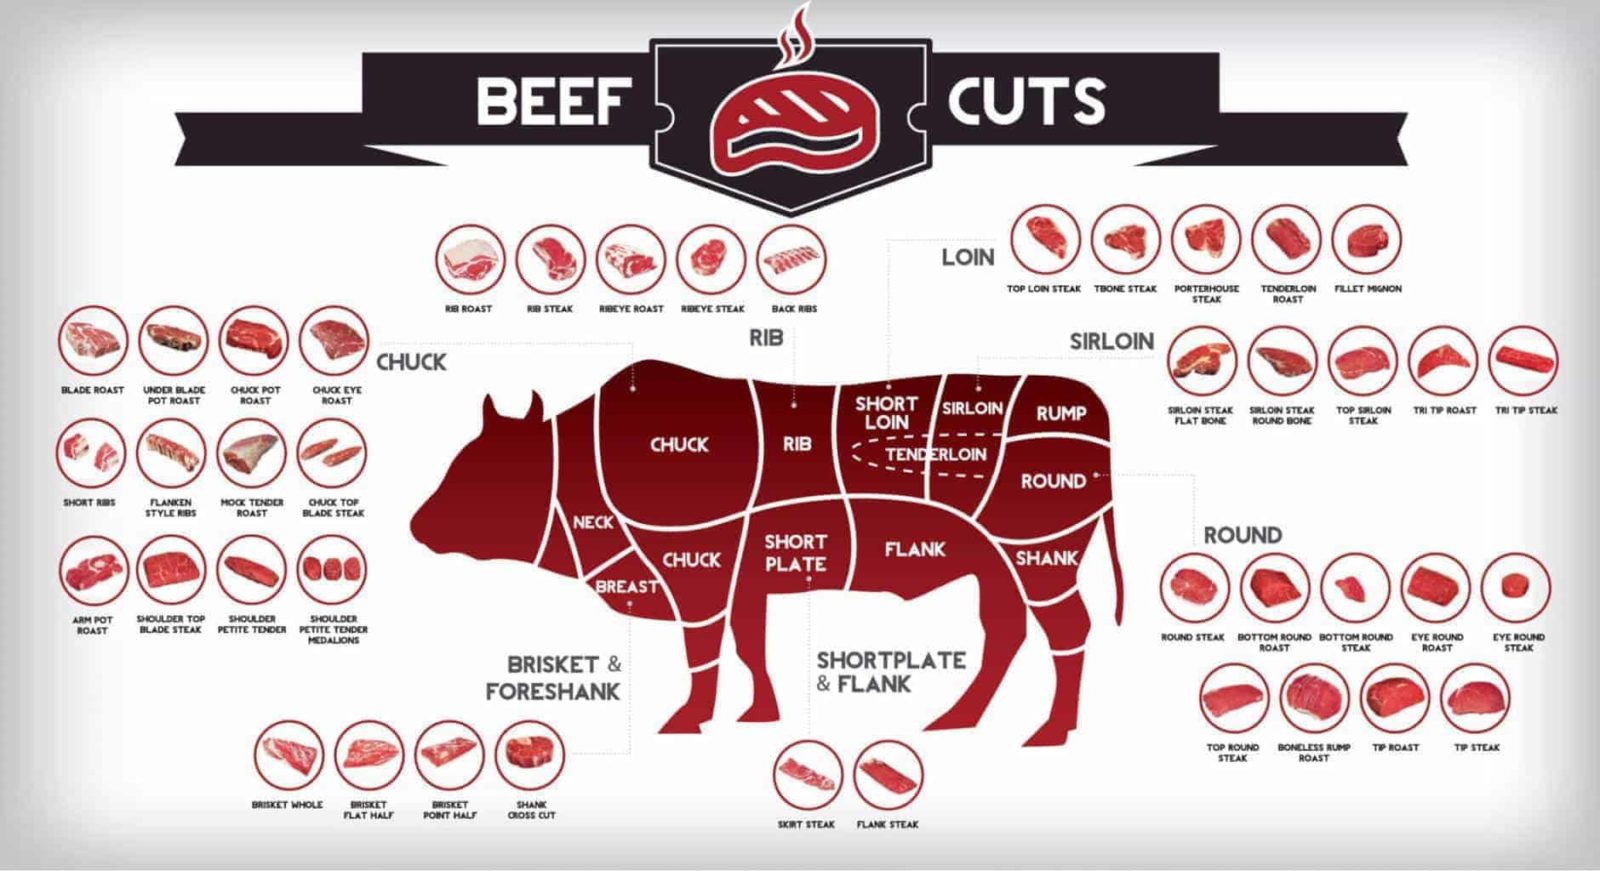 BEEF CUTS
LOIN
TOP LOIN STEAK
TBONE STEAK
PORTERHOUSE
STEAK
TENDERLOIN
ROAST
FILLET MIGNON
RIB ROAST
RIB STEAK
RIBEYE ROAST
RIBEYE STEAK
BACK RIBS
RIB
SIRLOIN
SIRLOIN STEAK
FLAT BONE
SIRLOIN STEAK
ROUND BONE
TOP SIRLOIN
STEAK
TRI TIP ROAST
TRI TIP STEAK
CHUCK
BLADE ROAST
UNDER BLADE
POT ROAST
CHUCK POT
ROAST
CHUCK EYE
ROAST
SHORT RIBS
FLANKEN
STYLE RIBS
MOCK TENDER
ROAST
CHUCK TOP
BLADE STEAK
ARM POT
ROAST
SHOULDER TOP
BLADE STEAK
SHOULDER
PETITE TENDER
SHOULDER
PETITE TENDER
MEDALIONS
CHUCK
RIB
SHORT
LOIN
SIRLOIN
TENDERLOIN
RUMP
ROUND
NECK
BREAST
CHUCK
SHORT
PLATE
FLANK
SHANK
ROUND
ROUND STEAK
BOTTOM ROUND
ROAST
BOTTOM ROUND
STEAK
EYE ROUND
ROAST
EYE ROUND
STEAK
TOP ROUND
STEAK
BONELESS RUMP
ROAST
TIP ROAST
TIP STEAK
BRISKET &
FORESHANK
BRISKET WHOLE
BRISKET
FLAT HALF
BRISKET
POINT HALF
SHANK
CROSS CUT
SHORTPLATE
& FLANK
SKIRT STEAK
FLANK STEAK